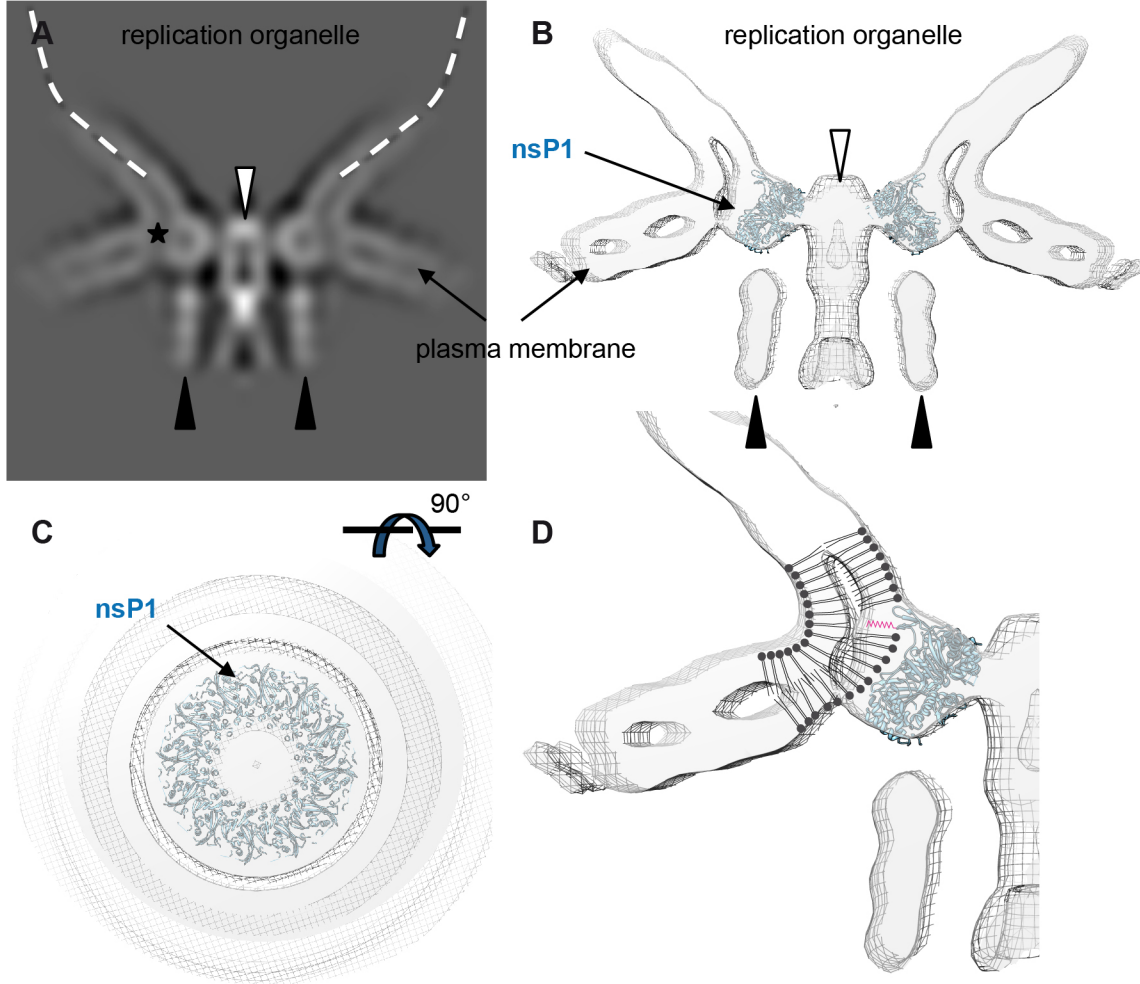 A
replication organelle
B
replication organelle
nsP1
plasma membrane
C
90°
nsP1
D